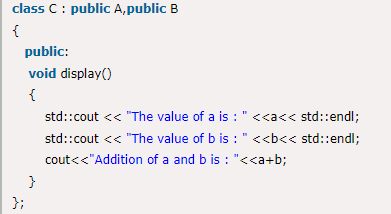 class C : public A,public B
{
public:
void display()
{
std::cout << "The value of a is : " <<a<< std::endl;
std::cout << "The value of b is : " <<b<< std::endl;
cout<<"Addition of a and b is : "<<a+b;
}
};